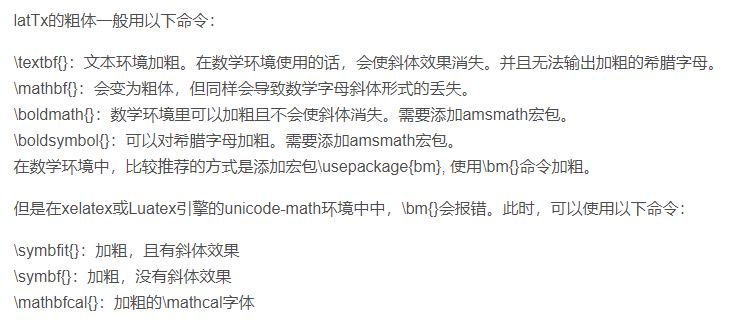 latTx的粗体一般用以下命令：
\textbf{}：文本环境加粗。在数学环境使用的话，会使斜体效果消失。并且无法输出加粗的希腊字母。
\mathbf{}：会变为粗体，但同样会导致数学字母斜体形式的丢失。
\boldmath{}：数学环境里可以加粗且不会使斜体消失。需要添加amsmath宏包。
\boldsymbol{}：可以对希腊字母加粗。需要添加amsmath宏包。
在数学环境中，比较推荐的方式是添加宏包\usepackage{bm}, 使用\bm{}命令加粗。
但是在xelatex或Luatex引擎的unicode-math环境中中，\bm{}会报错。此时，可以使用以下命令：
\symbfit{}：加粗，且有斜体效果
\symbf{}：加粗，没有斜体效果
\mathbfcal{}：加粗的\mathcal字体